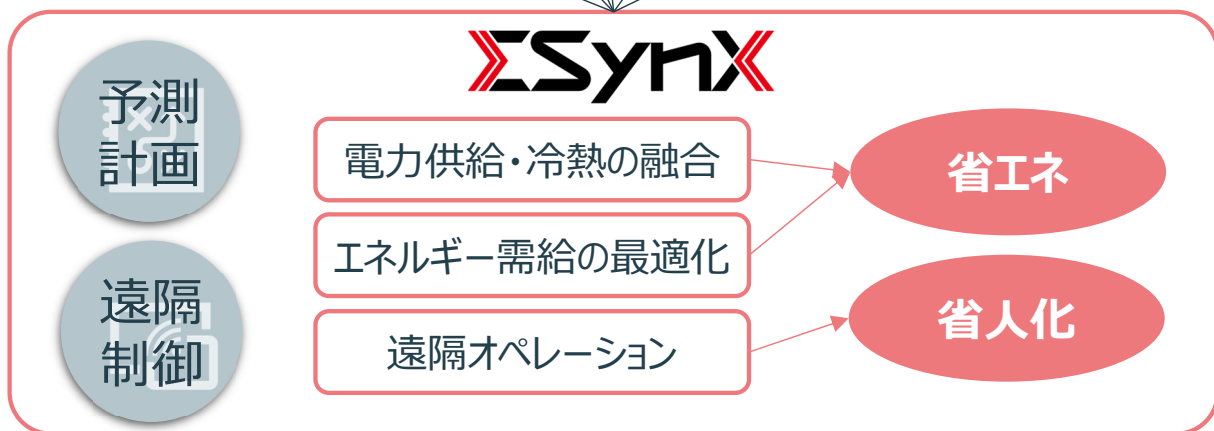 ΣSynX
予測
計画
電力供給・冷熱の融合
省エネ
エネルギー需給の最適化
遠隔
制御
遠隔オペレーション
省人化